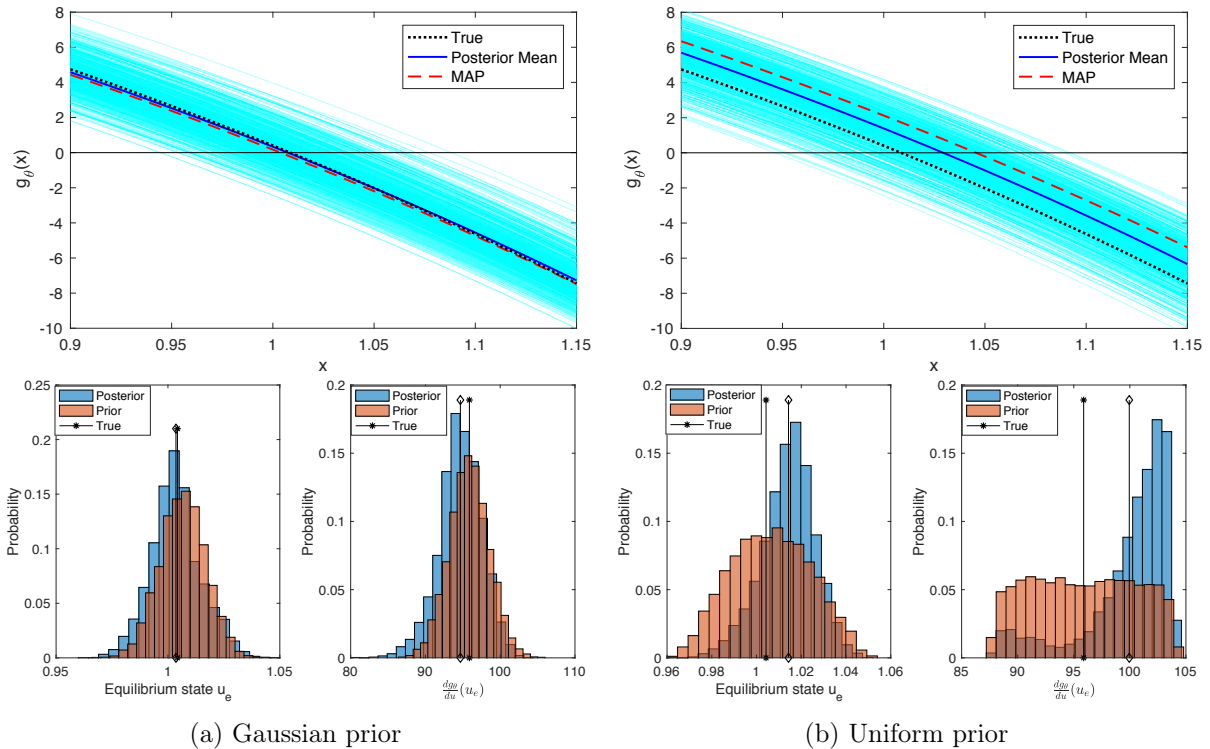 8
6
4
2
0
-2
-4
-6
-8
-10
g_θ(x)
0.9 0.95 1 1.05 1.1 1.15
x
True
Posterior Mean
MAP
8
6
4
2
0
-2
-4
-6
-8
-10
g_θ(x)
0.9 0.95 1 1.05 1.1 1.15
x
True
Posterior Mean
MAP
0.25
0.2
0.15
0.1
0.05
0
Probability
Posterior
Prior
True
0.95 1 1.05
Equilibrium state u_e
0.2
0.15
0.1
0.05
0
Probability
Posterior
Prior
True
80 90 100 110
dg_θ/du (u_e)
0.2
0.15
0.1
0.05
0
Probability
Posterior
Prior
True
0.96 0.98 1 1.02 1.04 1.06
Equilibrium state u_e
0.2
0.15
0.1
0.05
0
Probability
Posterior
Prior
True
85 90 95 100 105
dg_θ/du (u_e)
(a) Gaussian prior
(b) Uniform prior